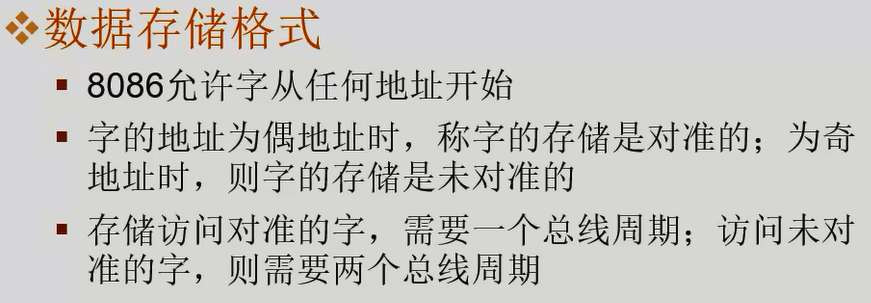 数据存储格式
8086允许字从任何地址开始
字的地址为偶地址时，称字的存储是对准的；为奇
地址时，则字的存储是未对准的
存储访问对准的字，需要一个总线周期；访问未对
准的字，则需要两个总线周期